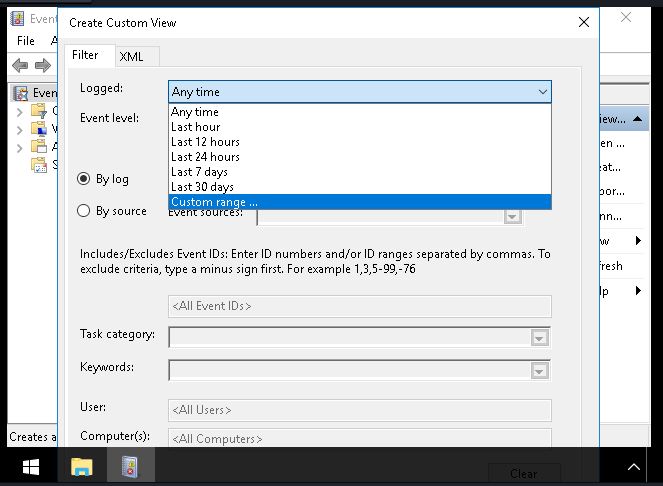 Event
Create Custom View
File
A
Filter
XML
Logged:
Any time
Any time
Event level:
Last hour
Last 12 hours
Last 24 hours
Last 7 days
Last 30 days
Custom range ...
By log
By source
Event sources:
Includes/Excludes Event IDs: Enter ID numbers and/or ID ranges separated by commas. To
exclude criteria, type a minus sign first. For example 1,3,5-99,-76
<All Event IDs>
Task category:
Keywords:
User:
<All Users>
Computer(s):
<All Computers>
Clear
Even
C
V
A
S
iew...
en ...
eat...
por...
nn...
w
fresh
lp
Creates a